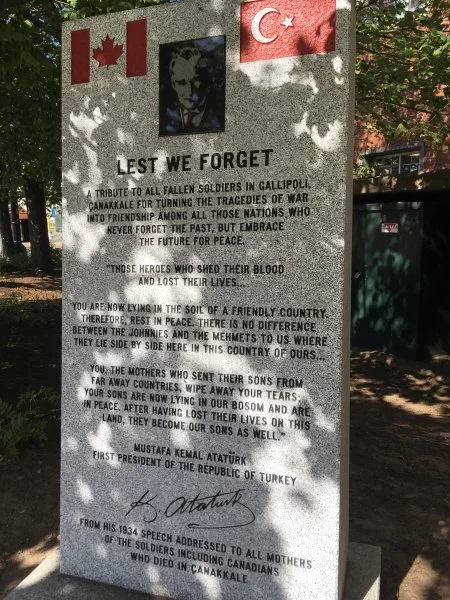 LEST WE FORGET
A TRIBUTE TO ALL FALLEN SOLDIERS IN GALLIPOLI,
ÇANAKKALE FOR TURNING THE TRAGEDIES OF WAR
INTO FRIENDSHIP AMONG ALL THOSE NATIONS WHO
NEVER FORGET THE PAST, BUT EMBRACE
THE FUTURE FOR PEACE.
"THOSE HEROES WHO SHED THEIR BLOOD
AND LOST THEIR LIVES...
YOU ARE NOW LYING IN THE SOIL OF A FRIENDLY COUNTRY.
THEREFORE, REST IN PEACE. THERE IS NO DIFFERENCE
BETWEEN THE JOHNNIES AND THE MEHMETS TO US WHERE
THEY LIE SIDE BY SIDE HERE IN THIS COUNTRY OF OURS...
YOU, THE MOTHERS WHO SENT THEIR SONS FROM
FAR AWAY COUNTRIES, WIPE AWAY YOUR TEARS;
YOUR SONS ARE NOW LYING IN OUR BOSOM AND ARE
IN PEACE. AFTER HAVING LOST THEIR LIVES ON THIS
LAND, THEY BECOME OUR SONS AS WELL."
MUSTAFA KEMAL ATATÜRK
FIRST PRESIDENT OF THE REPUBLIC OF TURKEY
K. Atatürk
FROM HIS 1934 SPEECH ADDRESSED TO ALL MOTHERS
OF THE SOLDIERS INCLUDING CANADIANS
WHO DIED IN ÇANAKKALE